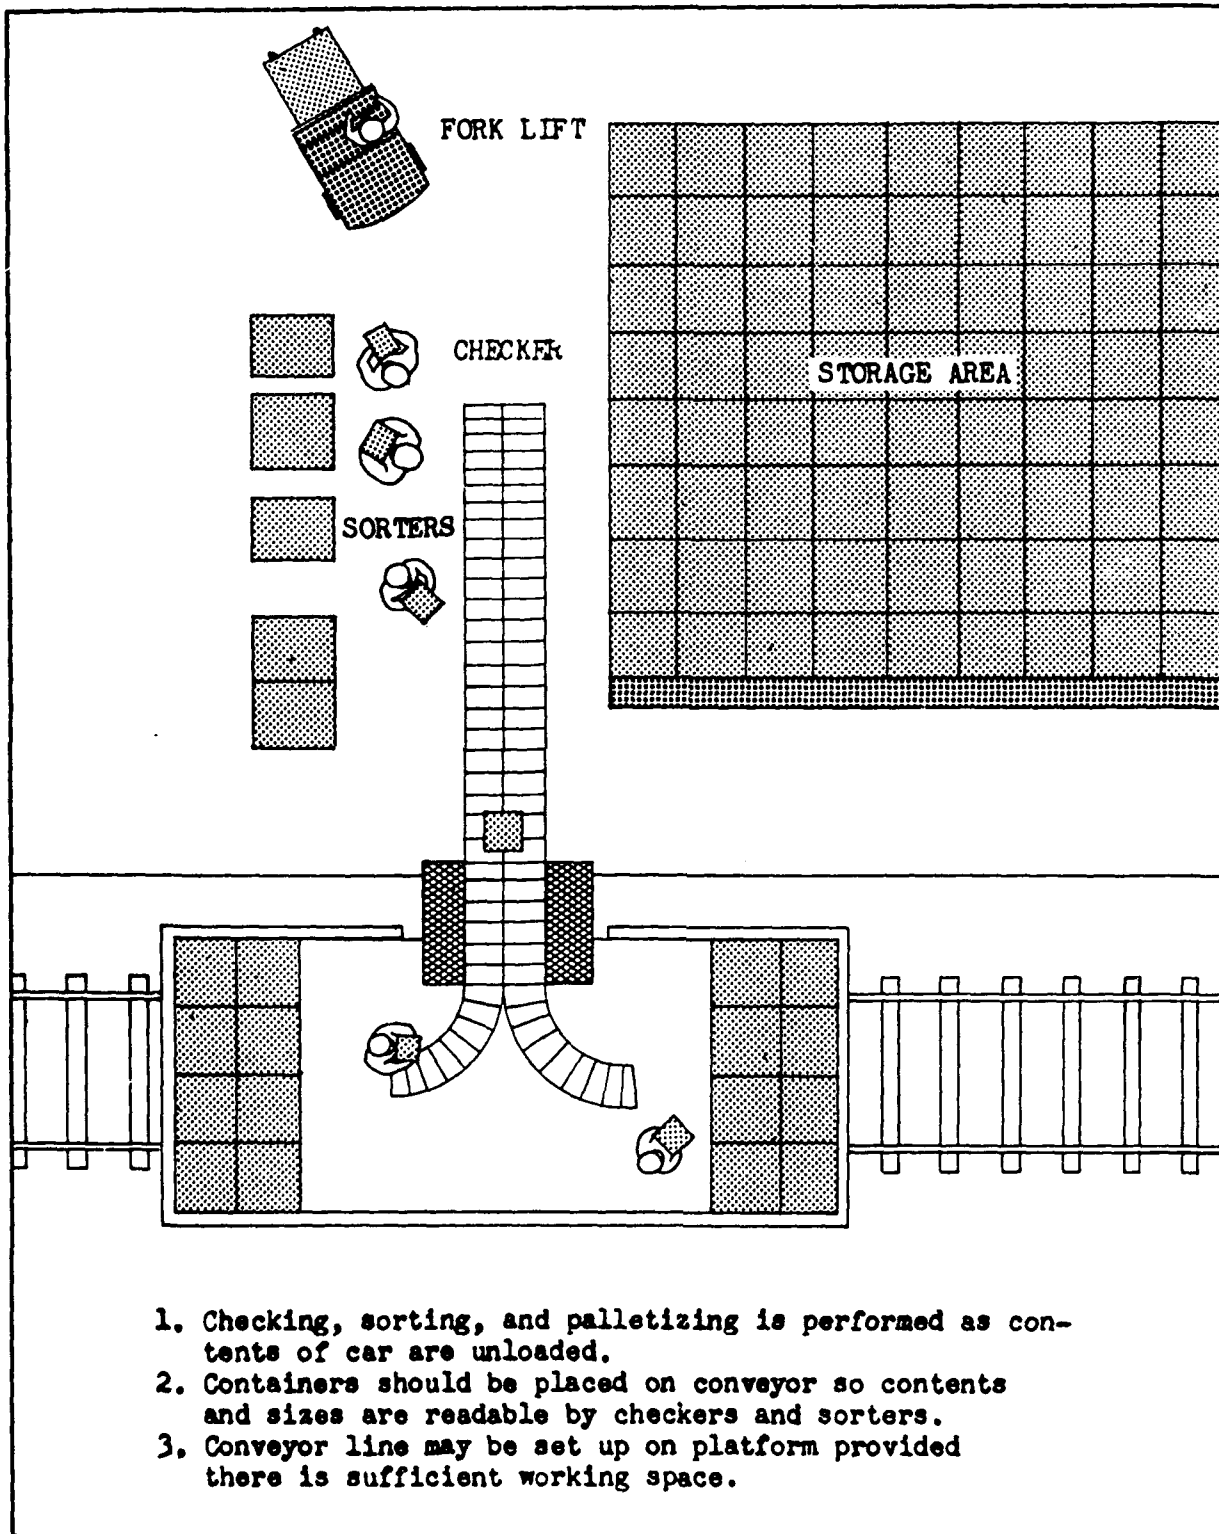 FORK LIFT
CHECKER
STORAGE AREA
SORTERS
1. Checking, sorting, and palletizing is performed as con-
tents of car are unloaded.
2. Containers should be placed on conveyor so contents
and sizes are readable by checkers and sorters.
3. Conveyor line may be set up on platform provided
there is sufficient working space.